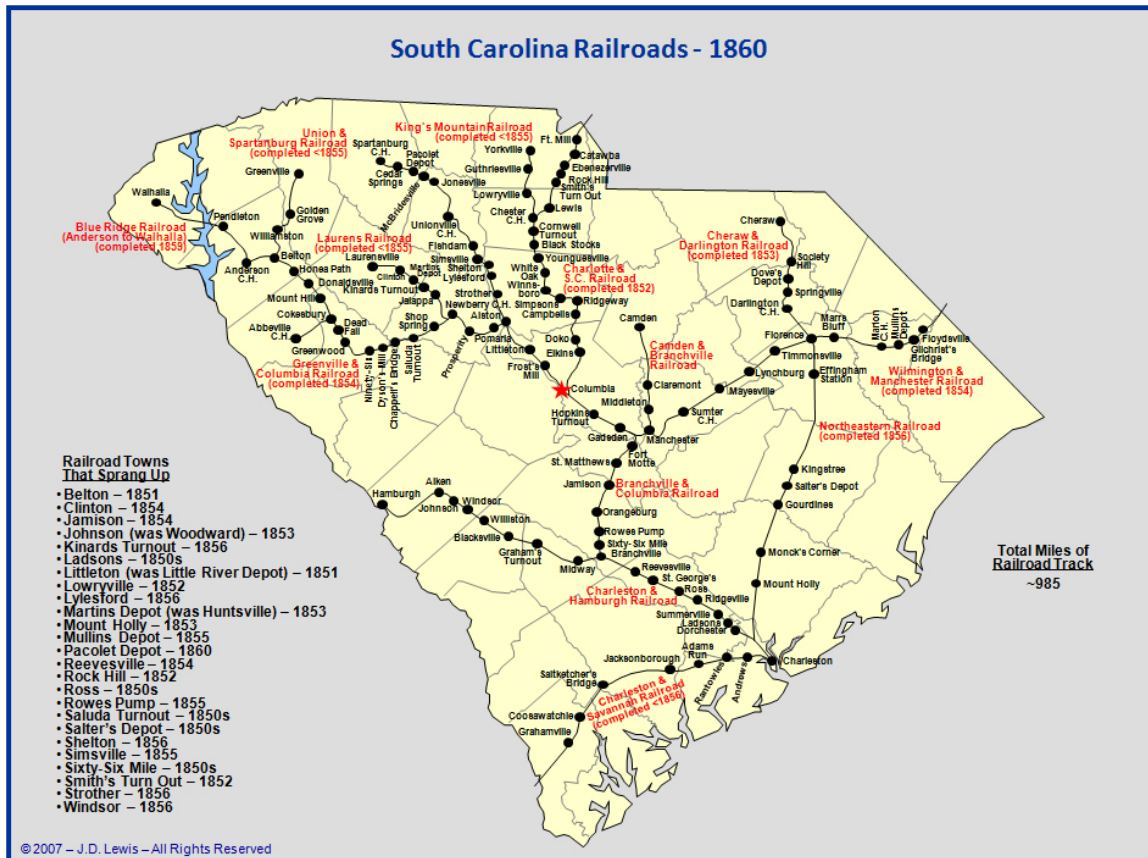 South Carolina Railroads - 1860
Union &
Spartanburg Railroad
(completed <1855)
King's Mountain Railroad
(completed <1855)
Blue Ridge Railroad
(Anderson to Walhalla)
(completed 1859)
Laurens Railroad
(completed <1855)
Charlotte &
S.C. Railroad
(completed 1852)
Cheraw &
Darlington Railroad
(completed 1853)
Greenville &
Columbia Railroad
(completed 1854)
Camden &
Branchville
Railroad
Wilmington &
Manchester Railroad
(completed 1854)
Northeastern Railroad
(completed 1856)
Branchville &
Columbia Railroad
Charleston &
Hamburgh Railroad
Charleston &
Savannah Railroad
(completed <1856)
Walhalla
Pendleton
Anderson
C.H.
Greenville
Golden
Grove
Williamston
Belton
Hones Path
Donaldsville
Mount Hill
Cokesbury
Abbeville
C.H.
Dead
Fall
Greenwood
Ninety-Six
Dyson's Mill
Chappel's Bridge
Saluda
Turnout
Shop
Spring
Prosperity
Spartanburg
C.H.
Cedar
Springs
Pacolet
Depot
McBridesville
Jonesville
Unionville
C.H.
Fishdam
Simsville
Shelton
Lylesford
Strother
Laurensville
Clinton
Martins
Depot
Kinards Turnout
Jalappa
Newberry C.H.
Alston
Pomaria
Littleton
Frost's
Mill
Columbia
Yorkville
Guthriesville
Lowryville
Chester
C.H.
Ft. Mill
Catawba
Ebenezerville
Rock Hill
Smith's
Turn Out
Lewis
Cornwell
Turnout
Black Stocks
Younguesville
White
Oak
Winns-
boro
Simpsons
Campbells
Ridgeway
Doko
Elkins
Camden
Claremont
Middleton
Manchester
Hopkins
Turnout
Gadsden
Fort
Motte
St. Matthews
Jamison
Orangeburg
Rowes Pump
Sixty-Six Mile
Branchville
Cheraw
Society
Hill
Dove's
Depot
Springville
Darlington
C.H.
Florence
Marrs
Bluff
Marion
C.H.
Mullins
Depot
Floydsville
Gilchrist's
Bridge
Timmonsville
Effingham
Station
Lynchburg
Mayesville
Sumter
C.H.
Kingstree
Salter's Depot
Gourdines
Monck's Corner
Mount Holly
Hamburgh
Aiken
Johnson
Windsor
Williston
Blacksville
Graham's
Turnout
Midway
Reevesville
St. George's
Ross
Ridgeville
Summerville
Ladsons
Dorchester
Charleston
Andrews
Rantowles
Adams
Run
Jacksonborough
Saltketcher's
Bridge
Coosawatchie
Grahamville
Railroad Towns
That Sprang Up
• Belton – 1851
• Clinton – 1854
• Jamison – 1854
• Johnson (was Woodward) – 1853
• Kinards Turnout – 1856
• Ladsons – 1850s
• Littleton (was Little River Depot) – 1851
• Lowryville – 1852
• Lylesford – 1856
• Martins Depot (was Huntsville) – 1853
• Mount Holly – 1853
• Mullins Depot – 1855
• Pacolet Depot – 1860
• Reevesville – 1854
• Rock Hill – 1852
• Ross – 1850s
• Rowes Pump – 1855
• Saluda Turnout – 1850s
• Salter's Depot – 1850s
• Shelton – 1856
• Simsville – 1855
• Sixty-Six Mile – 1850s
• Smith's Turn Out – 1852
• Strother – 1856
• Windsor – 1856
Total Miles of
Railroad Track
~985
© 2007 – J.D. Lewis – All Rights Reserved